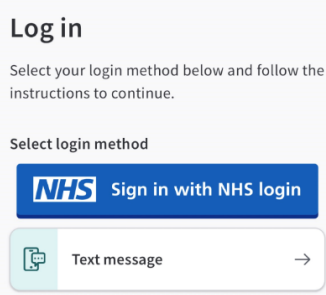 Log in
Select your login method below and follow the
instructions to continue.
Select login method
NHS Sign in with NHS login
Text message